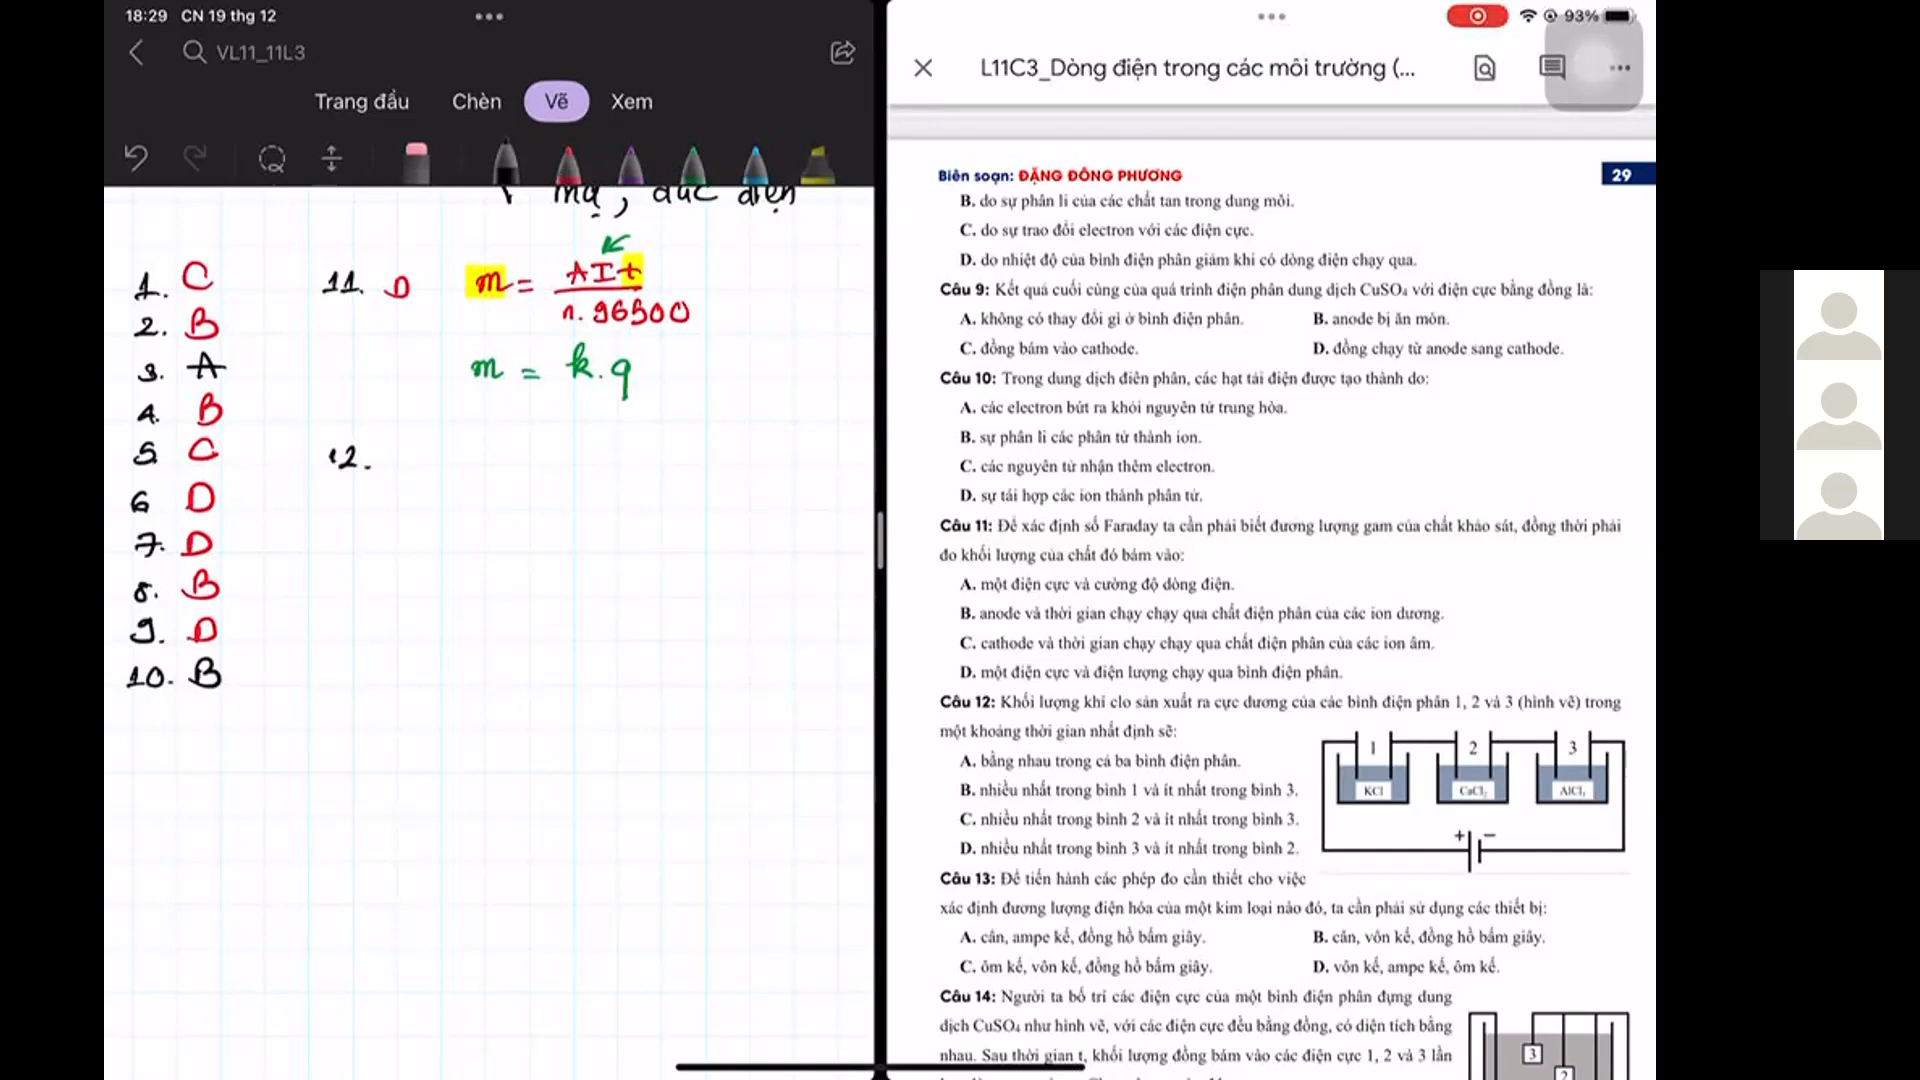 18:29 CN 19 thg 12
VL11_11L3
Trang đầu Chèn Vẽ Xem
mạ, đúc điện
1. C
2. B
3. A
4. B
5 C
6 D
7. D
8. B
9. D
10. B
11. D
m = AIt / n.96500
m = k.q
12.
93%
L11C3_Dòng điện trong các môi trường (...
Biên soạn: ĐẶNG ĐÔNG PHƯƠNG 29
B. do sự phân li của các chất tan trong dung môi.
C. do sự trao đổi electron với các điện cực.
D. do nhiệt độ của bình điện phân giảm khi có dòng điện chạy qua.
Câu 9: Kết quả cuối cùng của quá trình điện phân dung dịch CuSO₄ với điện cực bằng đồng là:
A. không có thay đổi gì ở bình điện phân. B. anode bị ăn mòn.
C. đồng bám vào cathode. D. đồng chạy từ anode sang cathode.
Câu 10: Trong dung dịch điên phân, các hạt tải điện được tạo thành do:
A. các electron bứt ra khỏi nguyên tử trung hòa.
B. sự phân li các phân tử thành ion.
C. các nguyên tử nhận thêm electron.
D. sự tái hợp các ion thành phân tử.
Câu 11: Để xác định số Faraday ta cần phải biết đương lượng gam của chất khảo sát, đồng thời phải
đo khối lượng của chất đó bám vào:
A. một điện cực và cường độ dòng điện.
B. anode và thời gian chạy chạy qua chất điện phân của các ion dương.
C. cathode và thời gian chạy chạy qua chất điện phân của các ion âm.
D. một điện cực và điện lượng chạy qua bình điện phân.
Câu 12: Khối lượng khí clo sản xuất ra cực dương của các bình điện phân 1, 2 và 3 (hình vẽ) trong
một khoảng thời gian nhất định sẽ:
A. bằng nhau trong cả ba bình điện phân.
B. nhiều nhất trong bình 1 và ít nhất trong bình 3.
C. nhiều nhất trong bình 2 và ít nhất trong bình 3.
D. nhiều nhất trong bình 3 và ít nhất trong bình 2.
1 2 3
KCl CaCl₂ AlCl₃
+ −
Câu 13: Để tiến hành các phép đo cần thiết cho việc
xác định đương lượng điện hóa của một kim loại nào đó, ta cần phải sử dụng các thiết bị:
A. cân, ampe kế, đồng hồ bấm giây. B. cân, vôn kế, đồng hồ bấm giây.
C. ôm kế, vôn kế, đồng hồ bấm giây. D. vôn kế, ampe kế, ôm kế.
Câu 14: Người ta bố trí các điện cực của một bình điện phân đựng dung
dịch CuSO₄ như hình vẽ, với các điện cực đều bằng đồng, có diện tích bằng
nhau. Sau thời gian t, khối lượng đồng bám vào các điện cực 1, 2 và 3 lần
3
2